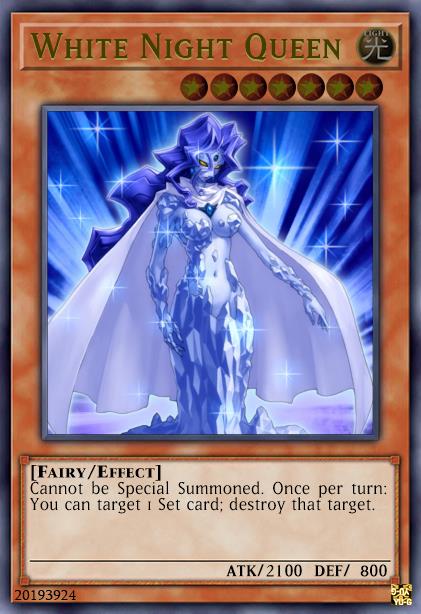 WHITE NIGHT QUEEN
LIGHT
光
[FAIRY/EFFECT]
Cannot be Special Summoned. Once per turn:
You can target 1 Set card; destroy that target.
ATK/2100 DEF/ 800
20193924